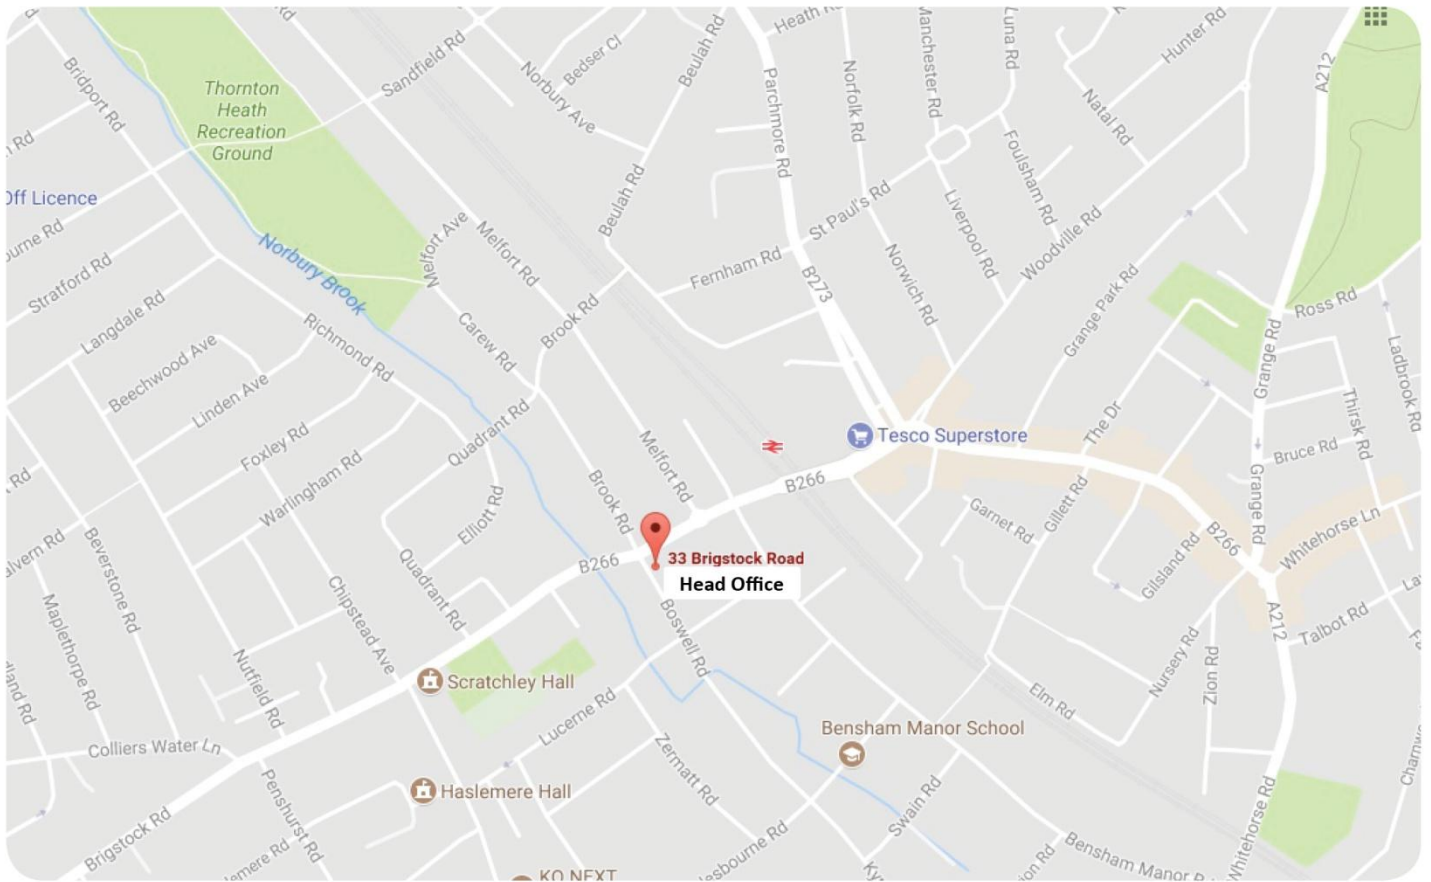 Heath R
Parchmore Rd
Beulah Rd
Bedser Cl
Norbury Ave
Sandfield Rd
Rd
Bridport Rd
Thornton
Heath
Recreation
Ground
Norfolk Rd
Manchester Rd
Luna Rd
Hunter Rd
Natal Rd
A212
Foulsham Rd
Liverpool Rd
St Paul's Rd
Woodville Rd
Norwich Rd
Beulah Rd
Fernham Rd
B273
Off Licence
Stratford Rd
Langdale Rd
Norbury Brook
Melfort Ave
Melfort Rd
Carew Rd
Brook Rd
Richmond Rd
Beechwood Ave
Linden Ave
Foxley Rd
Warlingham Rd
Quadrant Rd
Grange Park Rd
Ross Rd
Ladbrook Rd
Grange Rd
Thirsk Rd
Bruce Rd
The Dr
Tesco Superstore
Melfort Rd
Brook Rd
B266
Elliott Rd
Quadrant Rd
Gillett Rd
Garnet Rd
Grange Rd
Whitehorse Ln
B266
Gilsland Rd
B266
33 Brigstock Road
Head Office
Boswell Rd
Beverstone Rd
Maplethorpe Rd
Chipstead Ave
Nutfield Rd
Scratchley Hall
Lucerne Rd
Nursery Rd
Zion Rd
A212
Talbot Rd
Elm Rd
Bensham Manor School
Colliers Water Ln
Haslemere Hall
Zermatt Rd
Swain Rd
Penshurst Rd
Brigstock Rd
Whitehorse Rd
Bensham Manor R
KO NEXT